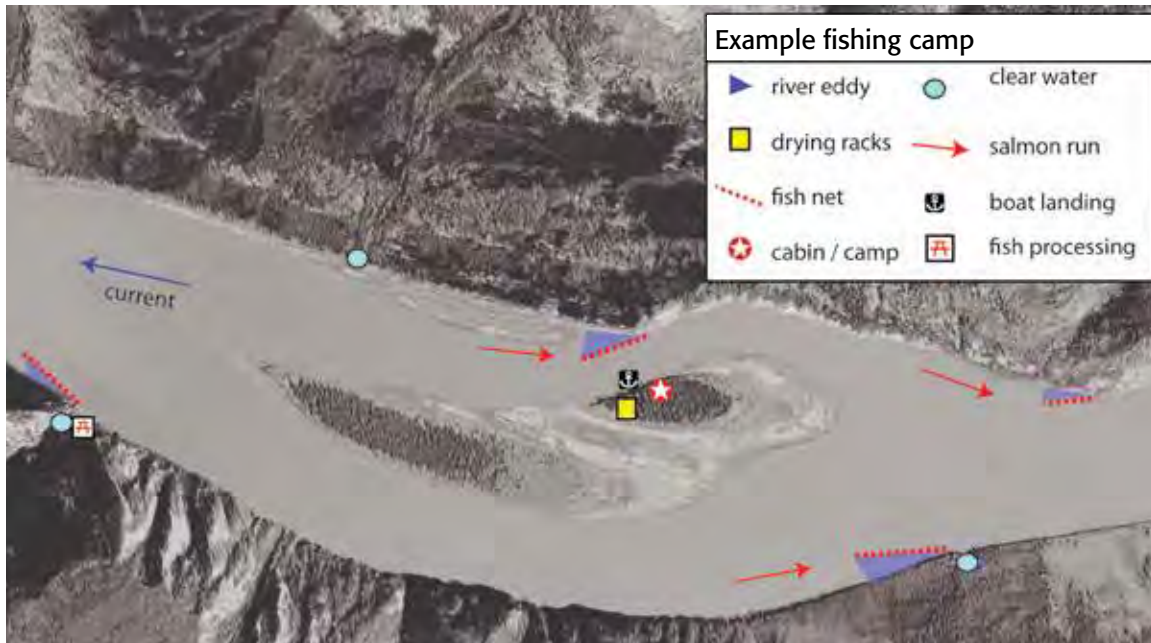 Example fishing camp
river eddy
clear water
drying racks
salmon run
fish net
boat landing
cabin / camp
fish processing
current